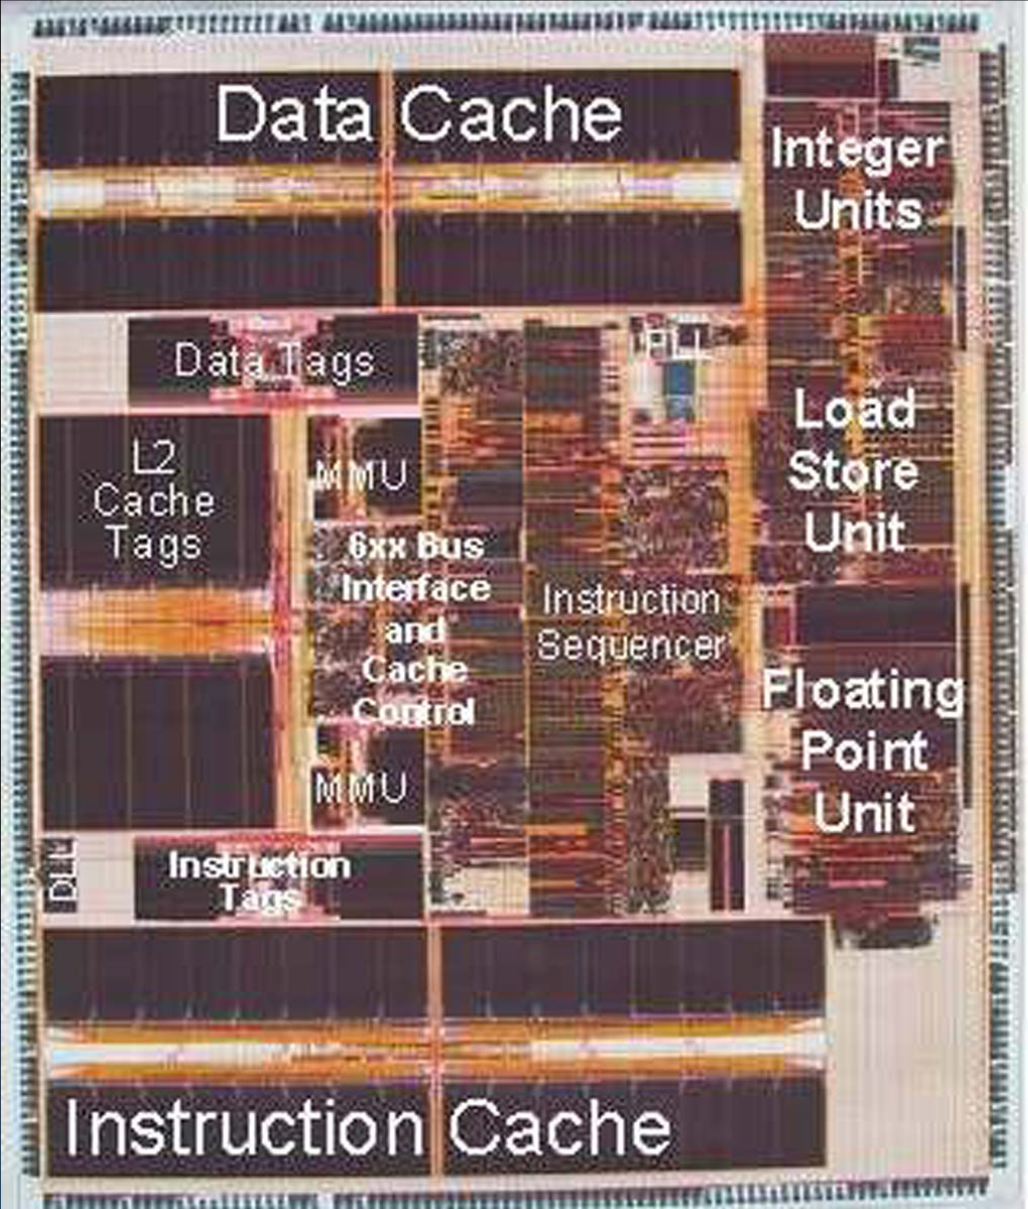 Data Cache
Integer
Units
Data Tags
L2
Cache
Tags
MMU
Load
Store
Unit
6xx Bus
Interface
and
Cache
Control
Instruction
Sequencer
Floating
Point
Unit
MMU
DLL
Instruction
Tags
Instruction Cache